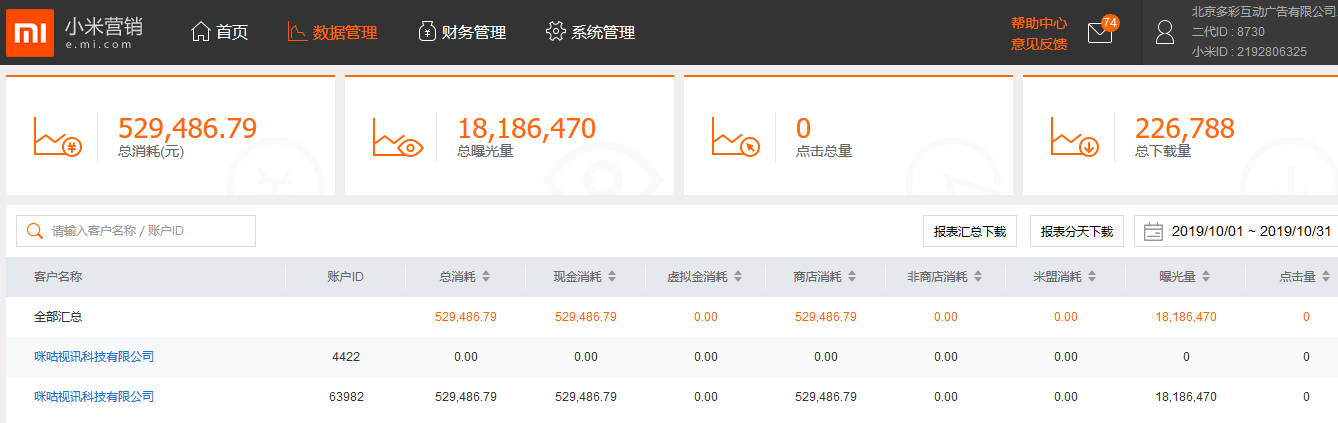 mi 小米营销 首页 数据管理 财务管理 系统管理 帮助中心 74 北京多彩互动广告有限公司
e.mi.com 意见反馈 二代ID : 8730
小米ID : 2192806325
529,486.79 18,186,470 0 226,788
总消耗(元) 总曝光量 点击总量 总下载量
请输入客户名称 / 账户ID 报表汇总下载 报表分天下载 2019/10/01 ~ 2019/10/31
客户名称 账户ID 总消耗 现金消耗 虚拟金消耗 商店消耗 非商店消耗 米盟消耗 曝光量 点击量
全部汇总 529,486.79 529,486.79 0.00 529,486.79 0.00 0.00 18,186,470 0
咪咕视讯科技有限公司 4422 0.00 0.00 0.00 0.00 0.00 0.00 0 0
咪咕视讯科技有限公司 63982 529,486.79 529,486.79 0.00 529,486.79 0.00 0.00 18,186,470 0